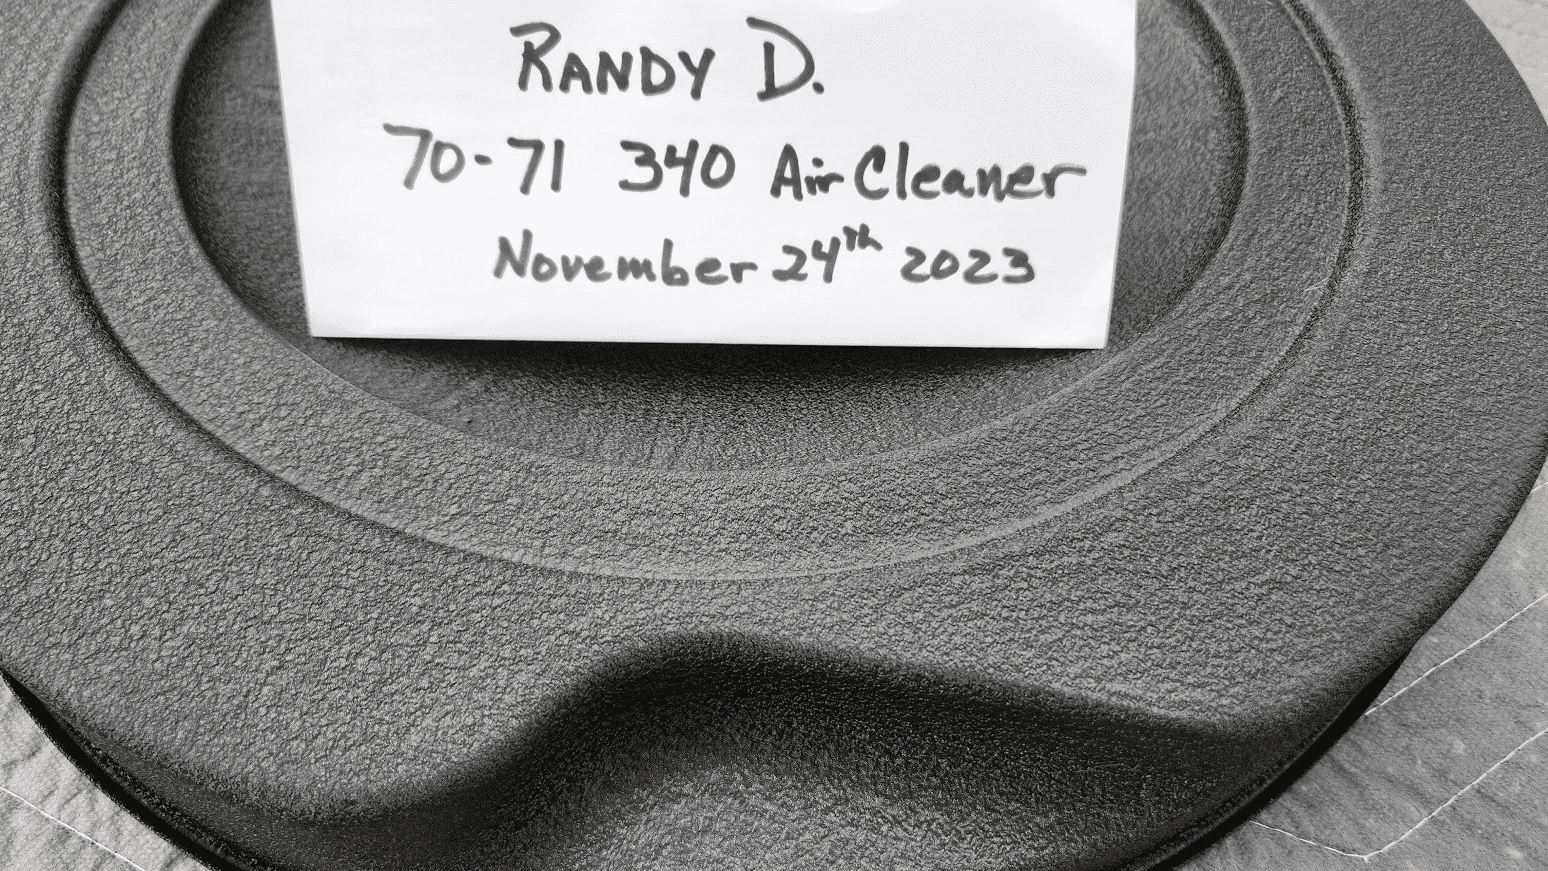 RANDY D.
70-71 340 Air Cleaner
November 24th 2023